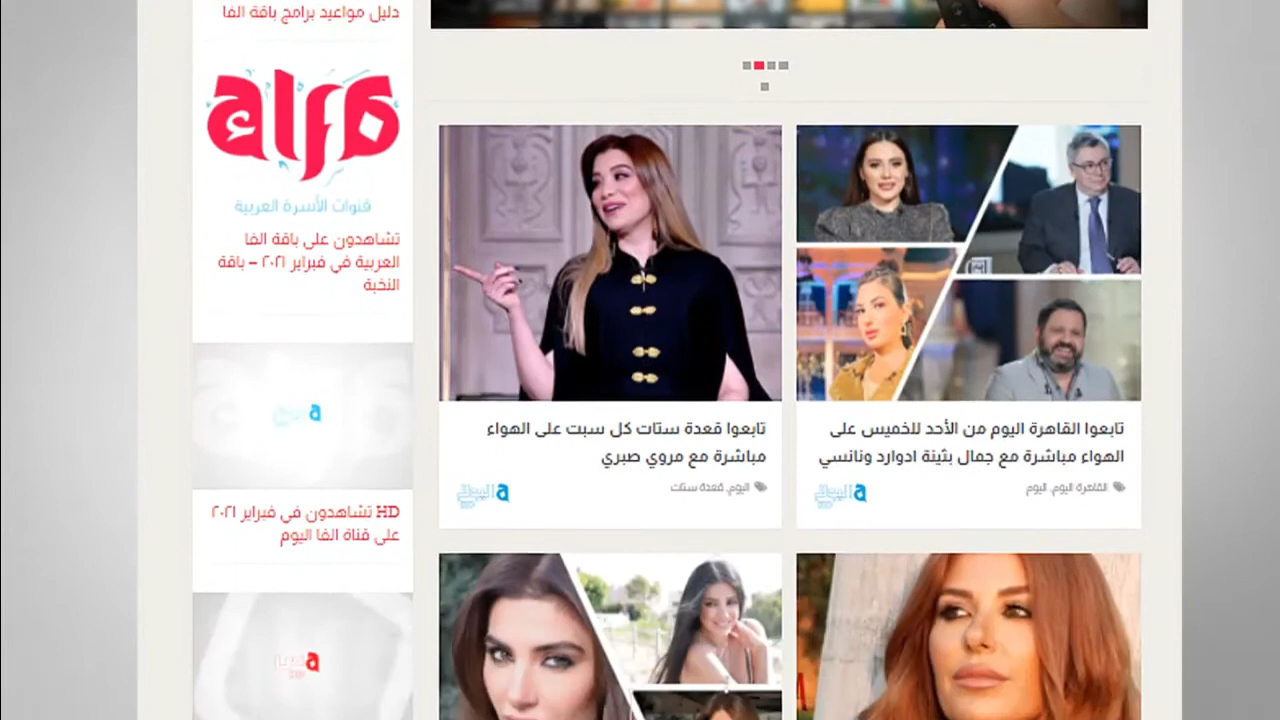 دليل مواعيد برامج باقة الفا
alfa
قنوات الأسرة العربية
تشاهدون على باقة الفا
العربية في فبراير ٢٠٢١ – باقة
النخبة
HD تشاهدون في فبراير ٢٠٢١
على قناة الفا اليوم
تابعوا القاهرة اليوم من الأحد للخميس على
الهواء مباشرة مع جمال بثينة ادوارد ونانسي
القاهرة اليوم, اليوم
a اليوم
تابعوا قعدة ستات كل سبت على الهواء
مباشرة مع مروي صبري
اليوم, قعدة ستات
a اليوم